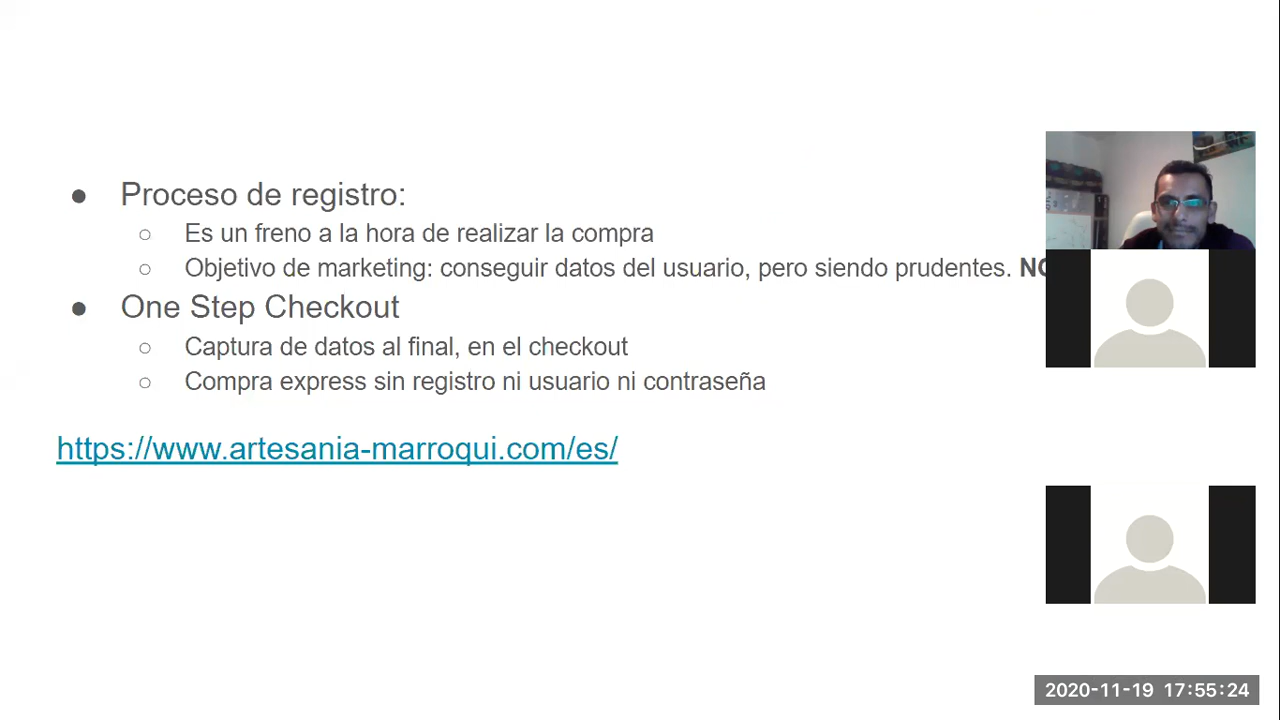 ● Proceso de registro:
○ Es un freno a la hora de realizar la compra
○ Objetivo de marketing: conseguir datos del usuario, pero siendo prudentes.
● One Step Checkout
○ Captura de datos al final, en el checkout
○ Compra express sin registro ni usuario ni contraseña
https://www.artesania-marroqui.com/es/
2020-11-19 17:55:24